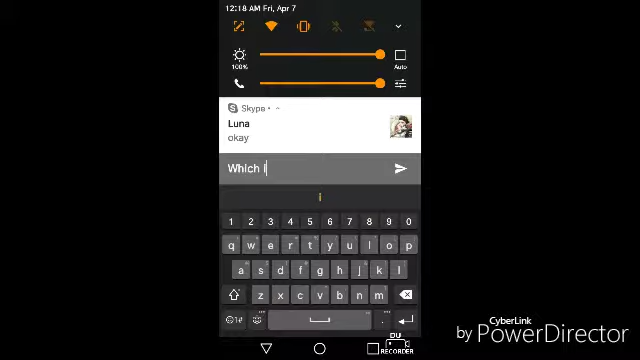 12:18 AM Fri, Apr 7
100%
Auto
Skype •
Luna
okay
Which I
i
1 2 3 4 5 6 7 8 9 0
q w e r t y u i o p
a s d f g h j k l
z x c v b n m
☺1# .
DU
RECORDER
CyberLink
by PowerDirector